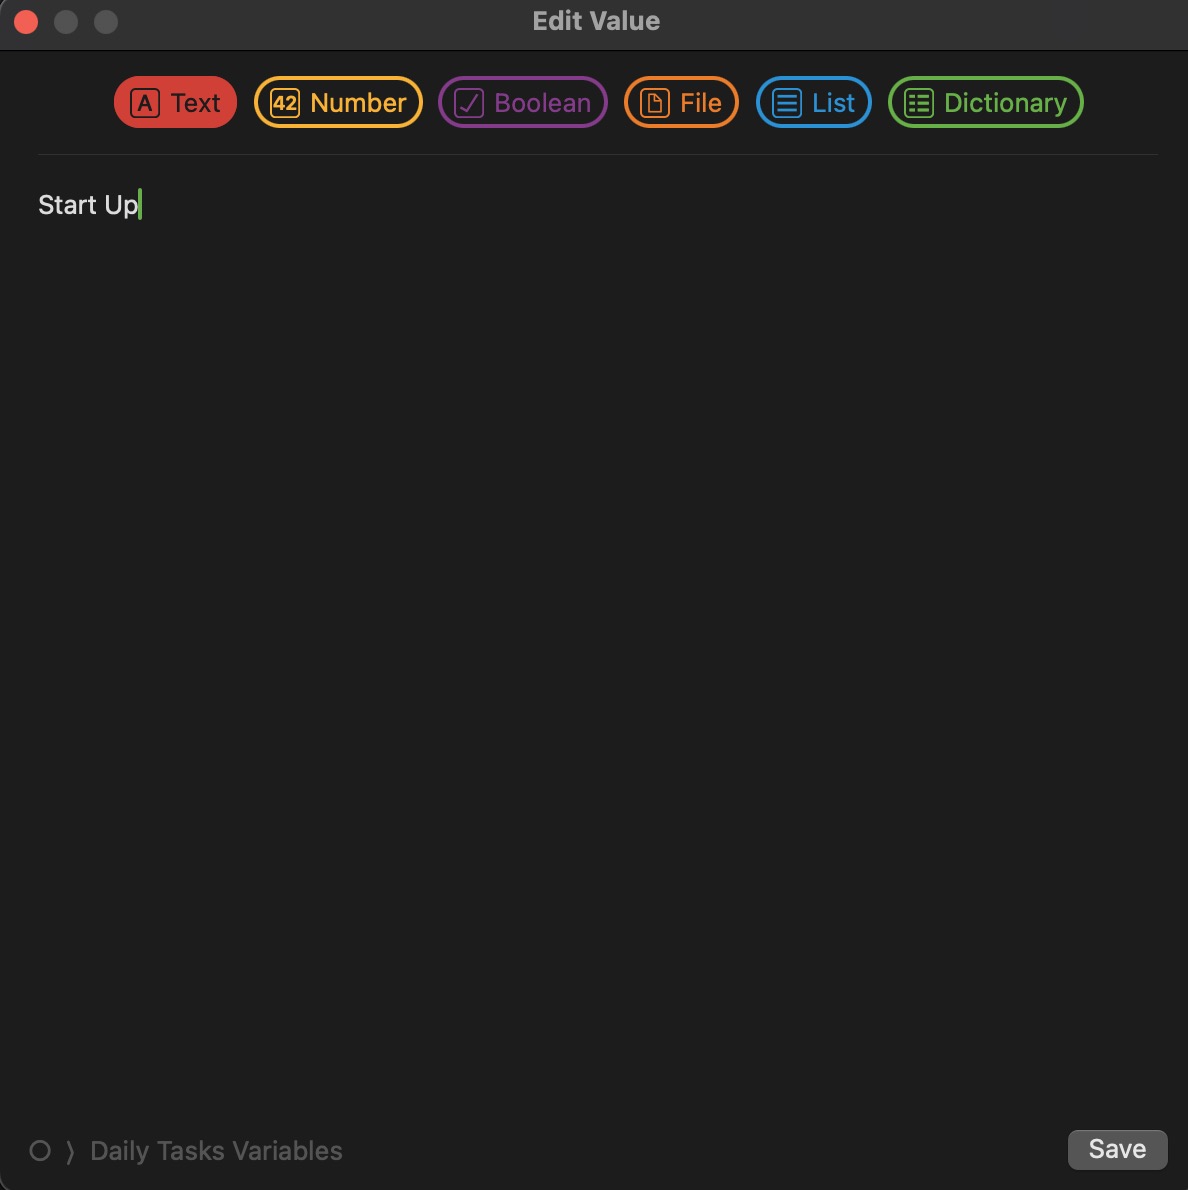 Edit Value
A Text 42 Number Boolean File List Dictionary
Start Up
Daily Tasks Variables Save